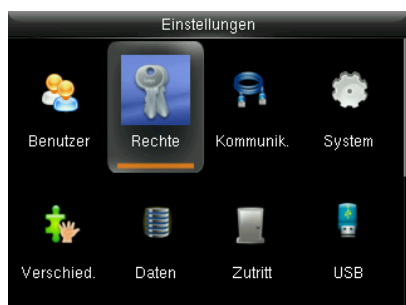 Einstellungen
Benutzer Rechte Kommunik. System
Verschied. Daten Zutritt USB